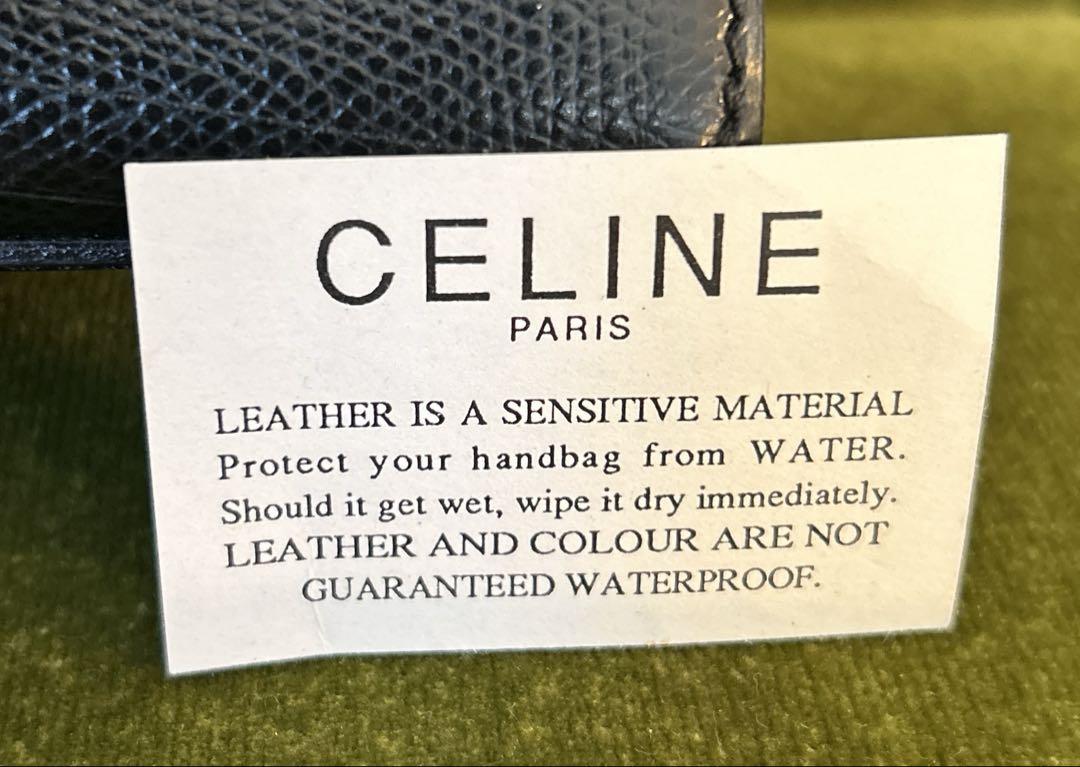 CELINE
PARIS
LEATHER IS A SENSITIVE MATERIAL
Protect your handbag from WATER.
Should it get wet, wipe it dry immediately.
LEATHER AND COLOUR ARE NOT
GUARANTEED WATERPROOF.